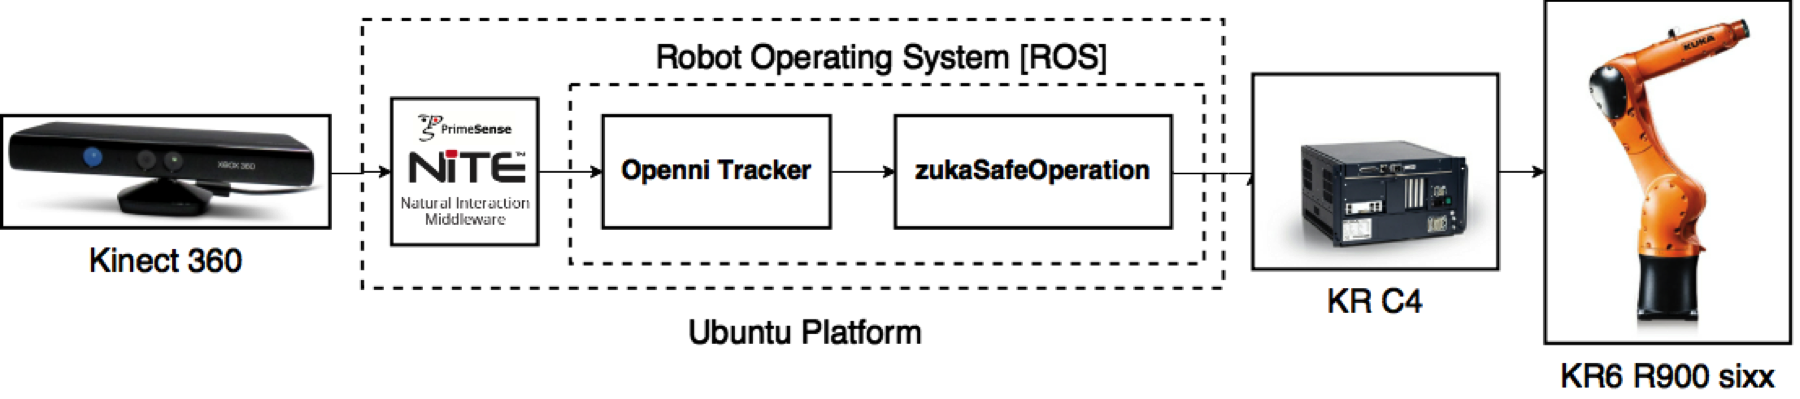 Robot Operating System [ROS]
XBOX 360
Kinect 360
PrimeSense
NiTE™
Natural Interaction
Middleware
Openni Tracker
zukaSafeOperation
Ubuntu Platform
KR C4
KUKA
KR6 R900 sixx